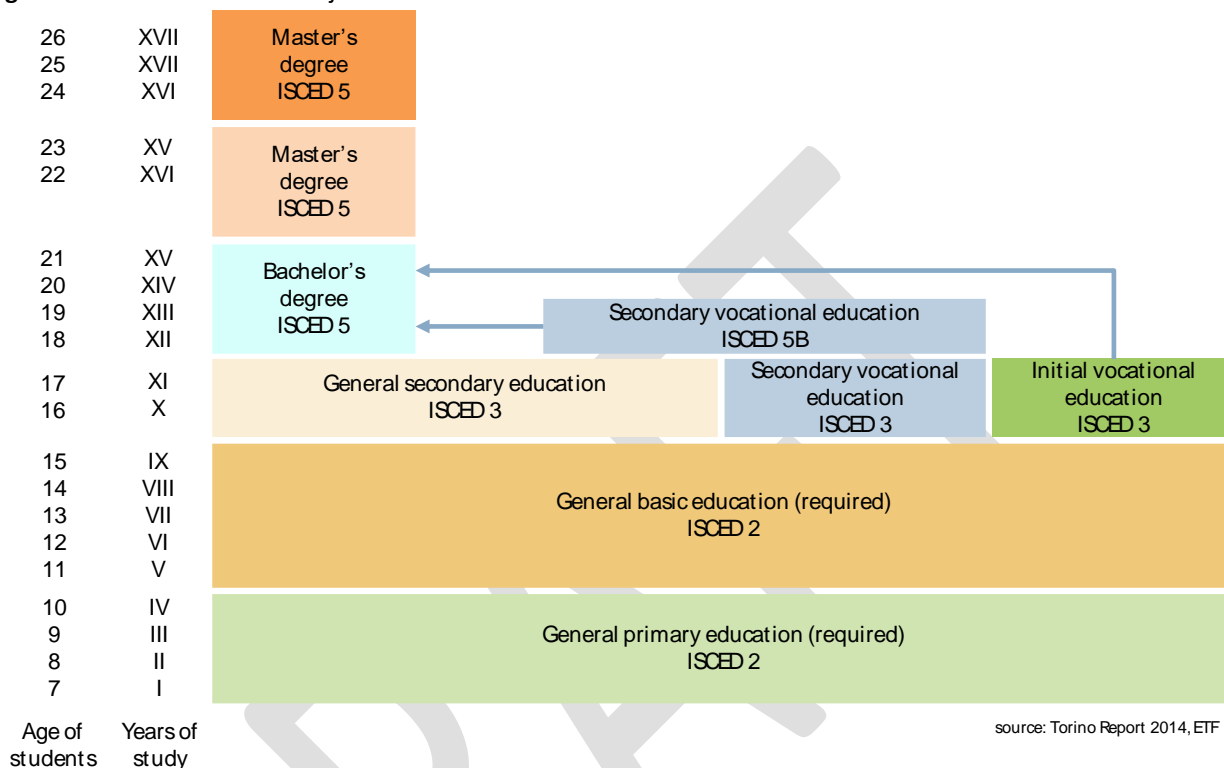 26 XVII Master's
25 XVII degree
24 XVI ISCED 5
23 XV Master's
22 XVI degree
ISCED 5
21 XV Bachelor's
20 XIV degree
19 XIII ISCED 5 Secondary vocational education
18 XII ISCED 5B
17 XI General secondary education Secondary vocational Initial vocational
16 X ISCED 3 education education
ISCED 3 ISCED 3
15 IX
14 VIII General basic education (required)
13 VII ISCED 2
12 VI
11 V
10 IV
9 III General primary education (required)
8 II ISCED 2
7 I
Age of Years of source: Torino Report 2014, ETF
students study
DRAFT